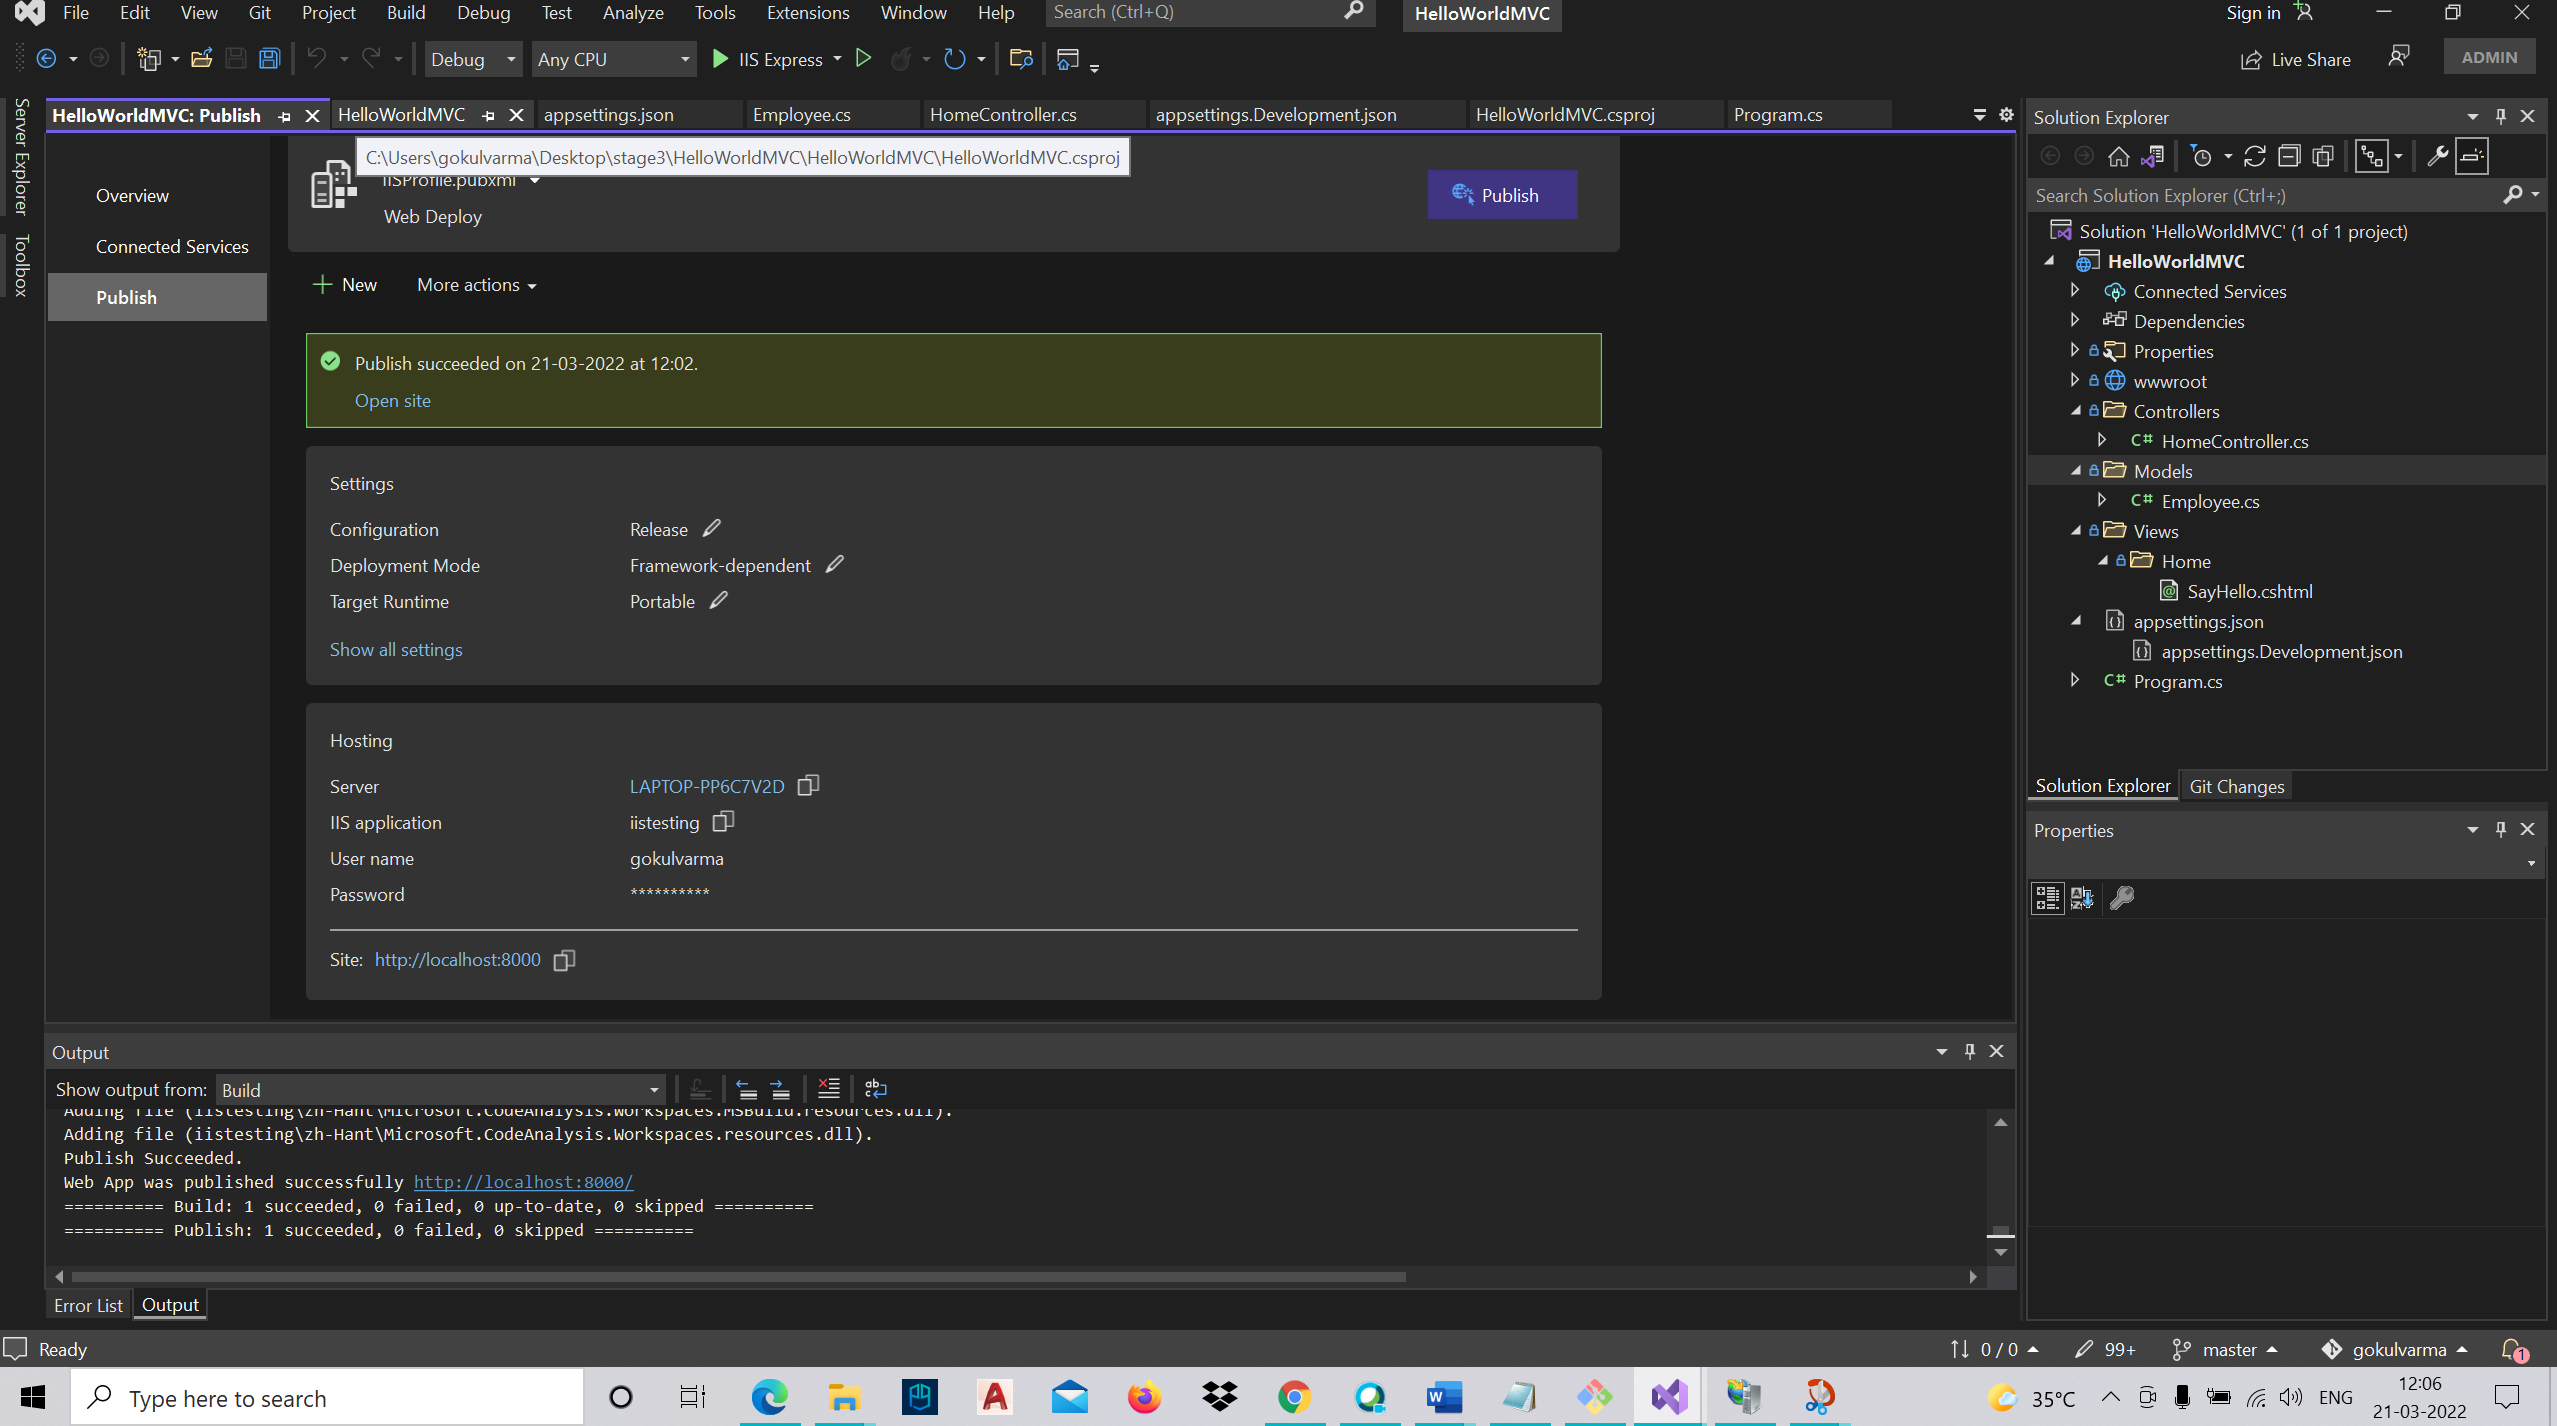 File Edit View Git Project Build Debug Test Analyze Tools Extensions Window Help Search (Ctrl+Q) HelloWorldMVC Sign in
Debug Any CPU IIS Express Live Share ADMIN
Server Explorer
Toolbox
HelloWorldMVC: Publish HelloWorldMVC appsettings.json Employee.cs HomeController.cs appsettings.Development.json HelloWorldMVC.csproj Program.cs
C:\Users\gokulvarma\Desktop\stage3\HelloWorldMVC\HelloWorldMVC\HelloWorldMVC.csproj
Overview
Connected Services
Publish
IISProfile.pubxml
Web Deploy
Publish
New More actions
Publish succeeded on 21-03-2022 at 12:02.
Open site
Settings
Configuration Release
Deployment Mode Framework-dependent
Target Runtime Portable
Show all settings
Hosting
Server LAPTOP-PP6C7V2D
IIS application iistesting
User name gokulvarma
Password **********
Site: http://localhost:8000
Output
Show output from: Build
Adding file (iistesting\zh-Hant\Microsoft.CodeAnalysis.Workspaces.MSBuild.resources.dll).
Adding file (iistesting\zh-Hant\Microsoft.CodeAnalysis.Workspaces.resources.dll).
Publish Succeeded.
Web App was published successfully http://localhost:8000/
========== Build: 1 succeeded, 0 failed, 0 up-to-date, 0 skipped ==========
========== Publish: 1 succeeded, 0 failed, 0 skipped ==========
Error List Output
Solution Explorer
Search Solution Explorer (Ctrl+;)
Solution 'HelloWorldMVC' (1 of 1 project)
HelloWorldMVC
Connected Services
Dependencies
Properties
wwwroot
Controllers
C# HomeController.cs
Models
C# Employee.cs
Views
Home
SayHello.cshtml
appsettings.json
appsettings.Development.json
C# Program.cs
Solution Explorer Git Changes
Properties
Ready 0 / 0 99+ master gokulvarma 1
Type here to search 35°C ENG 12:06
21-03-2022